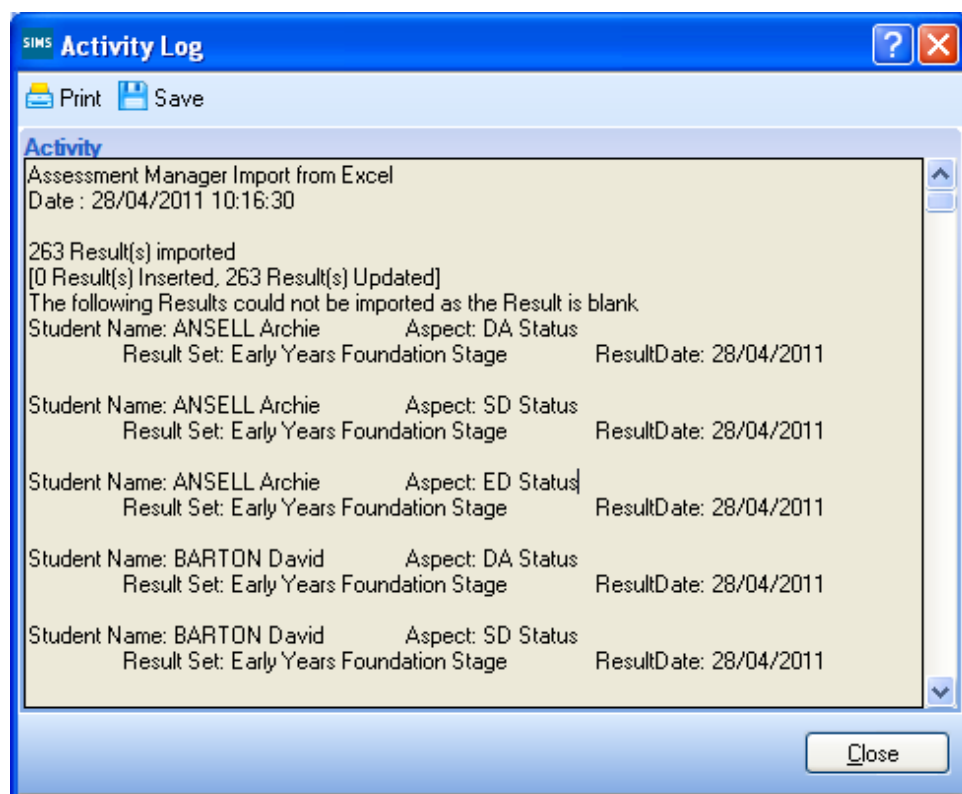 SIMS Activity Log
Print Save
Activity
Assessment Manager Import from Excel
Date : 28/04/2011 10:16:30
263 Result(s) imported
[0 Result(s) Inserted, 263 Result(s) Updated]
The following Results could not be imported as the Result is blank
Student Name: ANSELL Archie Aspect: DA Status
Result Set: Early Years Foundation Stage ResultDate: 28/04/2011
Student Name: ANSELL Archie Aspect: SD Status
Result Set: Early Years Foundation Stage ResultDate: 28/04/2011
Student Name: ANSELL Archie Aspect: ED Status
Result Set: Early Years Foundation Stage ResultDate: 28/04/2011
Student Name: BARTON David Aspect: DA Status
Result Set: Early Years Foundation Stage ResultDate: 28/04/2011
Student Name: BARTON David Aspect: SD Status
Result Set: Early Years Foundation Stage ResultDate: 28/04/2011
Close